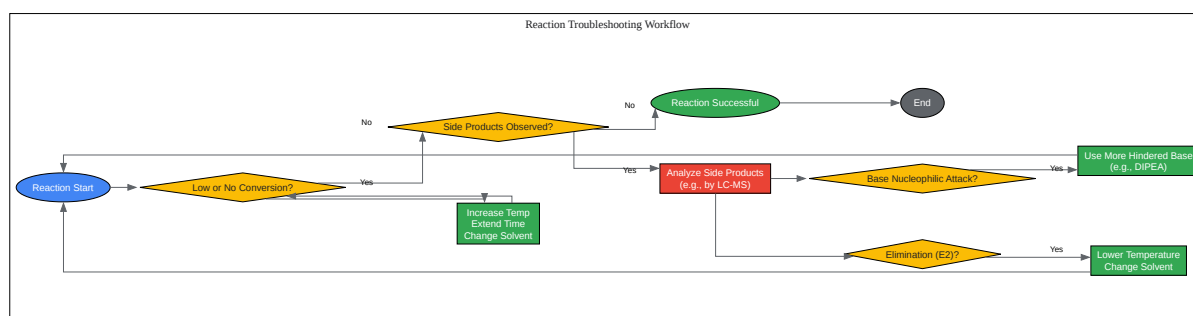 Reaction Troubleshooting Workflow
Reaction Successful
End
No
No
Side Products Observed?
Use More Hindered Base
(e.g., DIPEA)
Reaction Start
Low or No Conversion?
Yes
Yes
Analyze Side Products
(e.g., by LC-MS)
Base Nucleophilic Attack?
Yes
Increase Temp
Extend Time
Change Solvent
Elimination (E2)?
Yes
Lower Temperature
Change Solvent